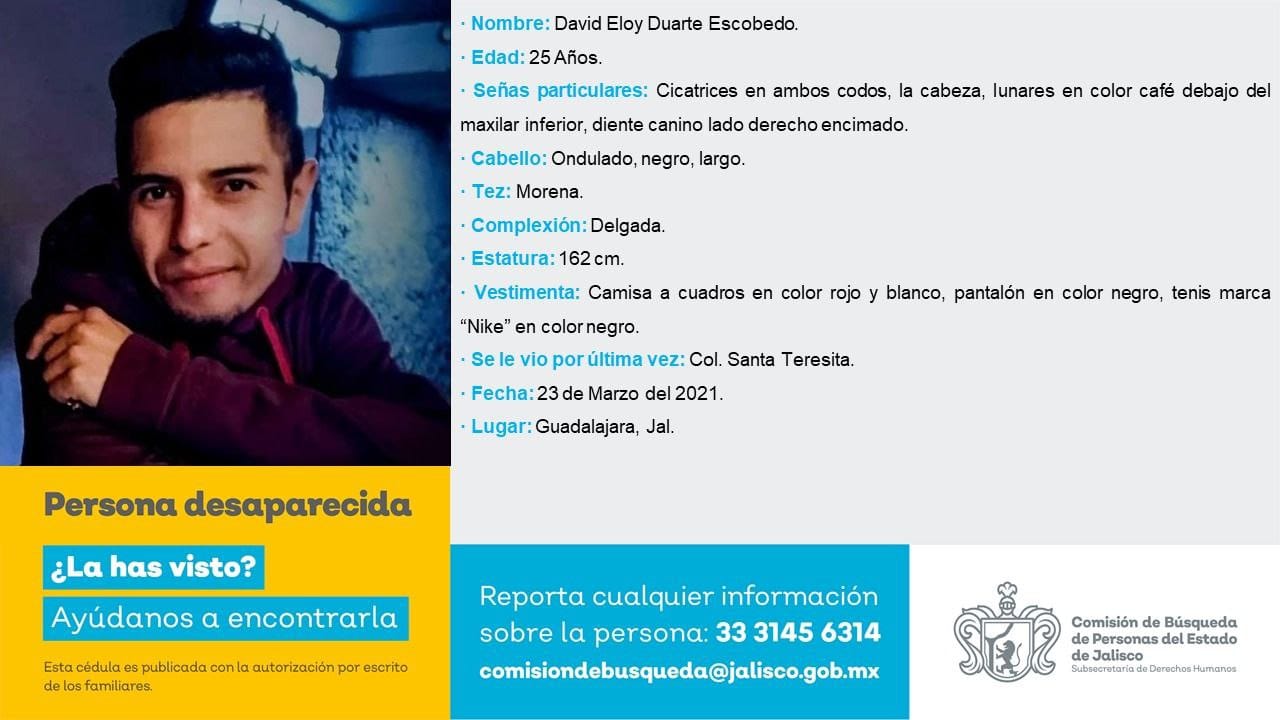 · Nombre: David Eloy Duarte Escobedo.
· Edad: 25 Años.
· Señas particulares: Cicatrices en ambos codos, la cabeza, lunares en color café debajo del
maxilar inferior, diente canino lado derecho encimado.
· Cabello: Ondulado, negro, largo.
· Tez: Morena.
· Complexión: Delgada.
· Estatura: 162 cm.
· Vestimenta: Camisa a cuadros en color rojo y blanco, pantalón en color negro, tenis marca
“Nike” en color negro.
· Se le vio por última vez: Col. Santa Teresita.
· Fecha: 23 de Marzo del 2021.
· Lugar: Guadalajara, Jal.
Persona desaparecida
¿La has visto?
Ayúdanos a encontrarla
Esta cédula es publicada con la autorización por escrito
de los familiares.
Reporta cualquier información
sobre la persona: 33 3145 6314
comisiondebusqueda@jalisco.gob.mx
Comisión de Búsqueda
de Personas del Estado
de Jalisco
Subsecretaría de Derechos Humanos